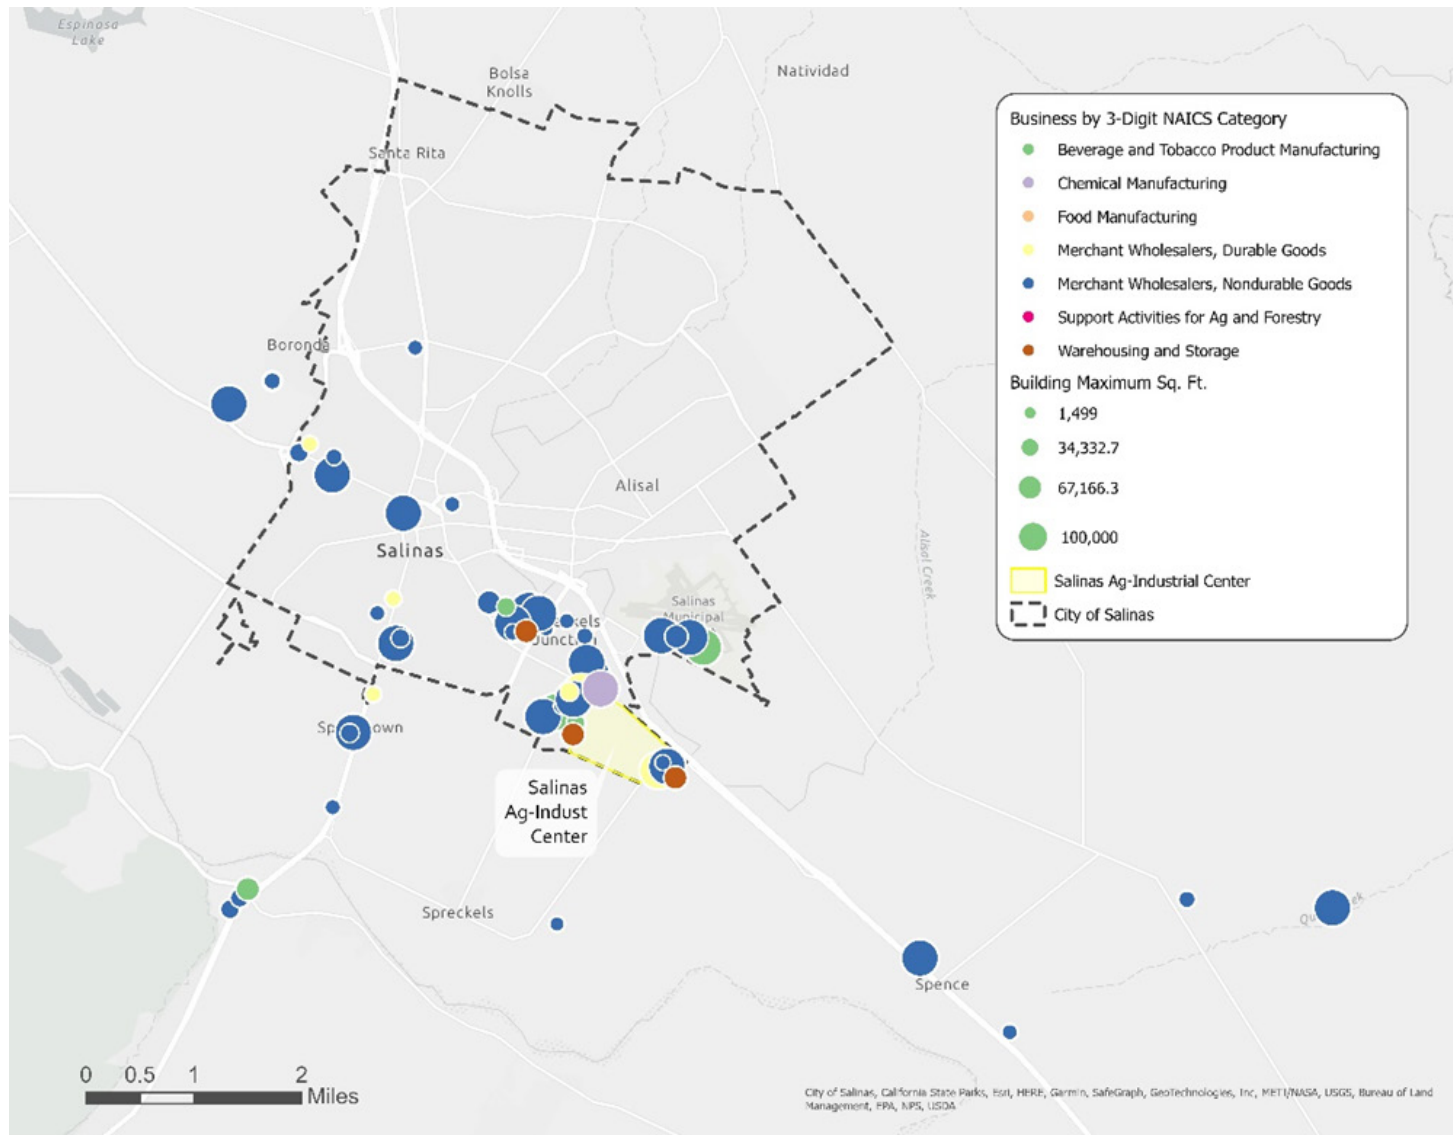 Espinosa
Lake
Bolsa
Knolls
Natividad
Santa Rita
Business by 3-Digit NAICS Category
Beverage and Tobacco Product Manufacturing
Chemical Manufacturing
Food Manufacturing
Merchant Wholesalers, Durable Goods
Merchant Wholesalers, Nondurable Goods
Support Activities for Ag and Forestry
Warehousing and Storage
Building Maximum Sq. Ft.
1,499
34,332.7
67,166.3
100,000
Salinas Ag-Industrial Center
City of Salinas
Boronda
Alisal
Salinas
Alisal Creek
Salinas
Municipal
Salinas
Ag-Indust
Center
Spreckels
Spence
0 0.5 1 2
Miles
City of Salinas, California State Parks, Esri, HERE, Garmin, SafeGraph, GeoTechnologies, Inc, METI/NASA, USGS, Bureau of Land
Management, EPA, NPS, USDA